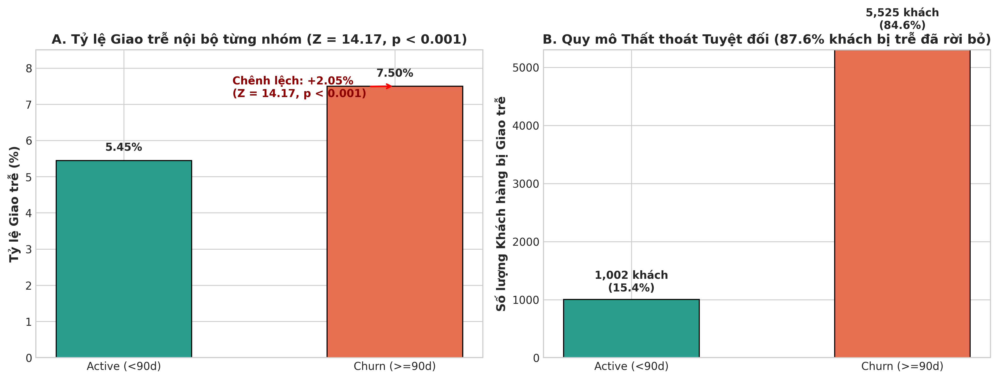 A. Tỷ lệ Giao trễ nội bộ từng nhóm (Z = 14.17, p < 0.001)
Tỷ lệ Giao trễ (%)
8
7
6
5
4
3
2
1
0
5.45%
Chênh lệch: +2.05%
(Z = 14.17, p < 0.001)
7.50%
Active (<90d)
Churn (>=90d)
5,525 khách
(84.6%)
B. Quy mô Thất thoát Tuyệt đối (87.6% khách bị trễ đã rời bỏ)
Số lượng Khách hàng bị Giao trễ
5000
4000
3000
2000
1000
0
1,002 khách
(15.4%)
Active (<90d)
Churn (>=90d)